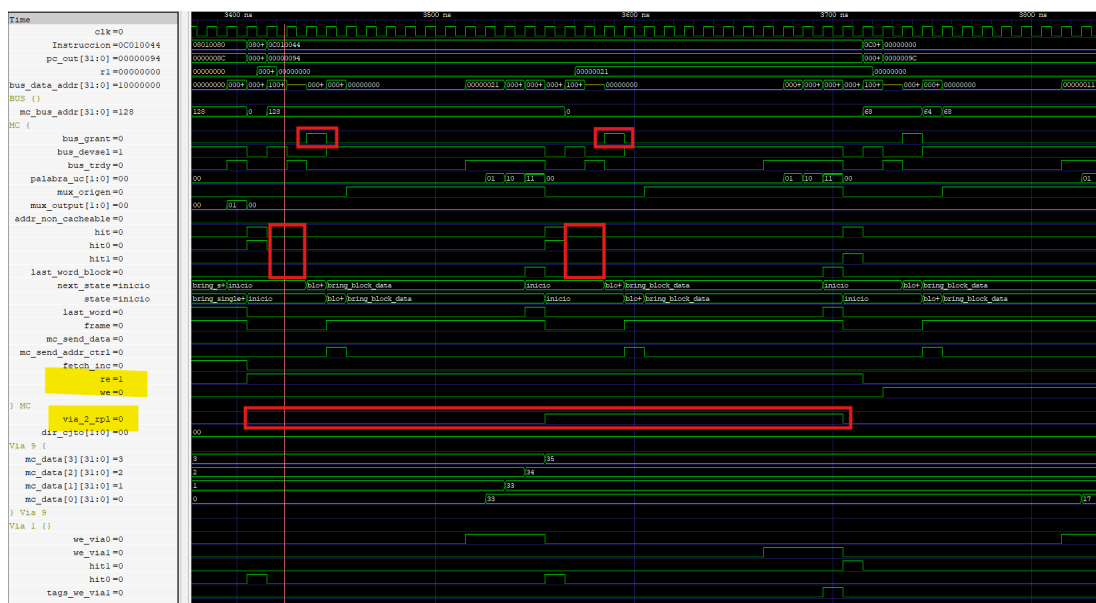 Time
3400 ns 3500 ns 3600 ns 3700 ns 3800 ns
clk=0
Instruccion=0C010044 08010080 080+ 0C010044 0C0+ 00000000
pc_out[31:0]=00000094 0000008C 000+ 00000094 000+ 0000009C
r1=00000000 00000000 000+ 00000000 00000021 00000000
bus_data_addr[31:0]=10000000 00000000 000+ 000+ 100+ 000+ 000+ 00000000 00000021 000+ 000+ 000+ 100+ 000+ 00000000 000+ 000+ 000+ 000+ 100+ 000+ 000+ 00000000 00000011
BUS {}
mc_bus_addr[31:0]=128 128 0 128 0 68 64 68
MC {
bus_grant=0
bus_devsel=1
bus_trdy=0
palabra_uc[1:0]=00 00 01 10 11 00 01 10 11 00 01
mux_origen=0
mux_output[1:0]=00 00 01 00
addr_non_cacheable=0
hit=0
hit0=0
hit1=0
last_word_block=0
next_state=inicio bring_s+ inicio blo+ bring_block_data inicio blo+ bring_block_data inicio blo+ bring_block_data
state=inicio bring_single+ inicio blo+ bring_block_data inicio blo+ bring_block_data inicio blo+ bring_block_data
last_word=0
frame=0
mc_send_data=0
mc_send_addr_ctrl=0
fetch_inc=0
re=1
we=0
} MC
via_2_rpl=0
dir_cjto[1:0]=00 00
Via 9 {
mc_data[3][31:0]=3 3 35
mc_data[2][31:0]=2 2 34
mc_data[1][31:0]=1 1 33
mc_data[0][31:0]=0 0 33 17
} Via 9
Via 1 {}
we_via0=0
we_via1=0
hit1=0
hit0=0
tags_we_via1=0